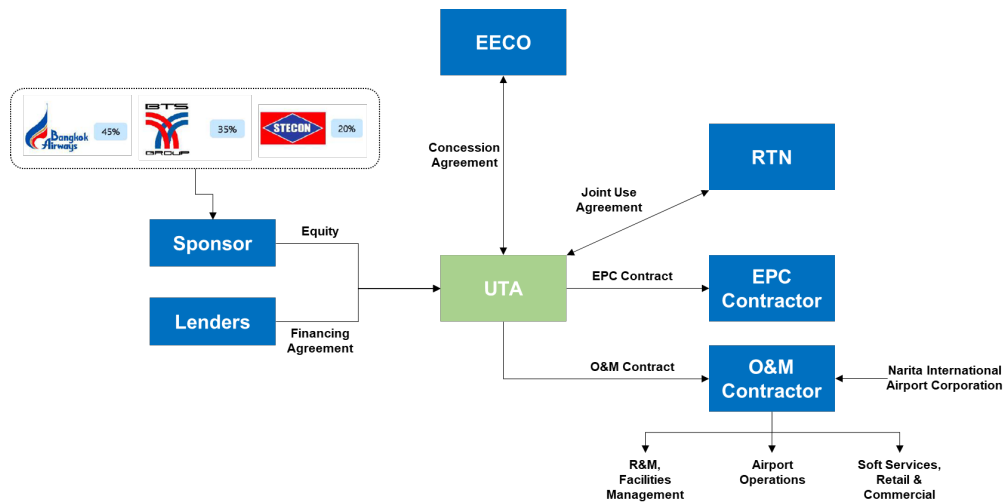 EECO
Bangkok
Airways
45%
BTS
GROUP
35%
STECON
20%
Concession
Agreement
RTN
Joint Use
Agreement
Sponsor
Equity
UTA
EPC Contract
EPC
Contractor
Lenders
Financing
Agreement
O&M Contract
O&M
Contractor
Narita International
Airport Corporation
R&M,
Facilities
Management
Airport
Operations
Soft Services,
Retail &
Commercial